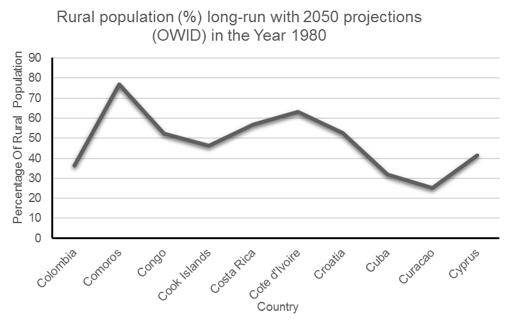 Rural population (%) long-run with 2050 projections
(OWID) in the Year 1980
Percentage Of Rural Population
90
80
70
60
50
40
30
20
10
0
Colombia
Comoros
Congo
Cook Islands
Costa Rica
Cote d'Ivoire
Croatia
Cuba
Curacao
Cyprus
Country